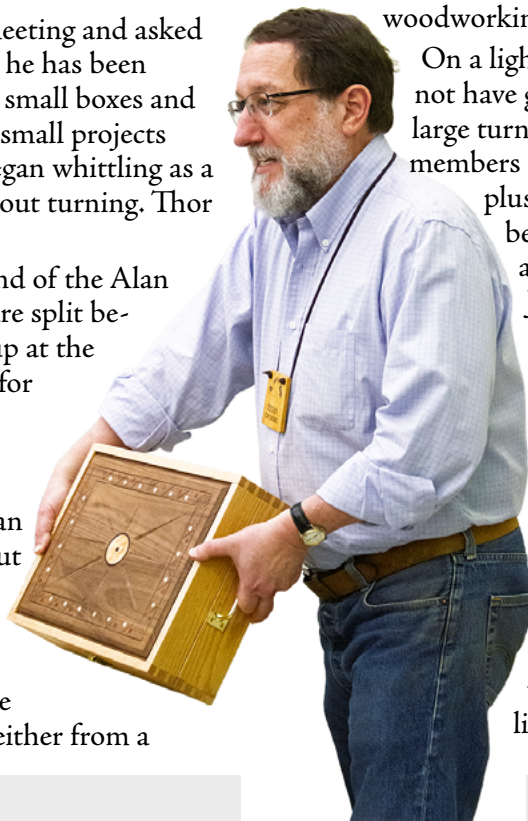 eeting and asked
he has been
small boxes and
small projects
egan whittling as a
out turning. Thor
nd of the Alan
re split be-
up at the
for
an
ut
e
either from a
woodworkin
On a ligh
not have g
large turn
members
plus
be
a
li